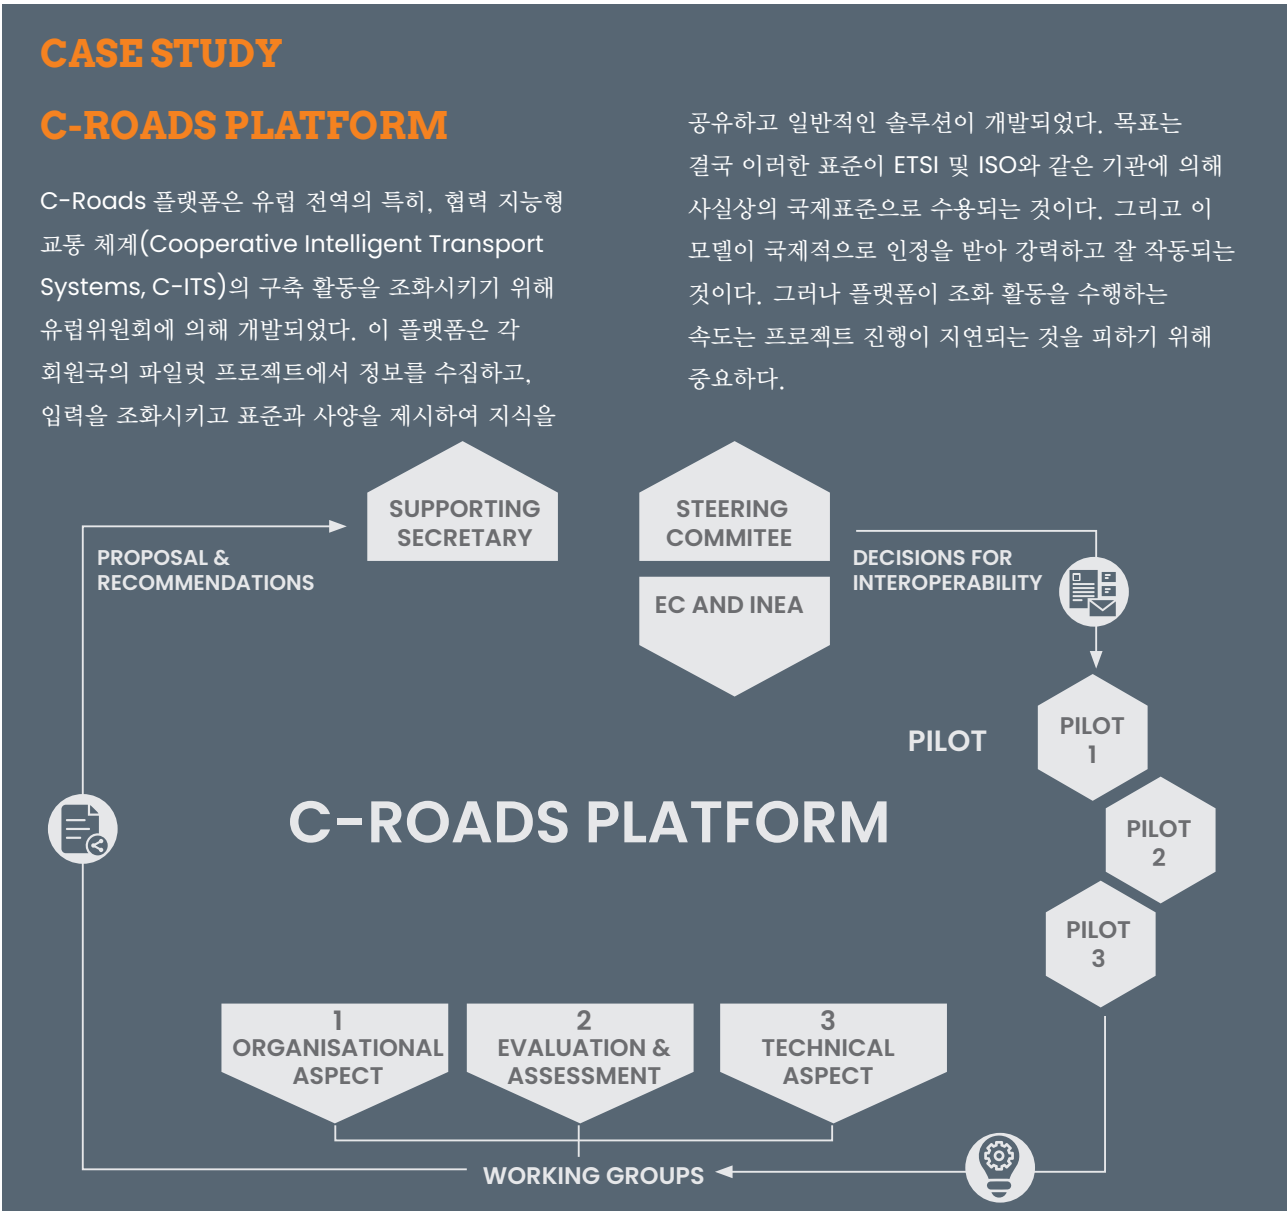 CASE STUDY
C-ROADS PLATFORM
C-Roads 플랫폼은 유럽 전역의 특히, 협력 지능형
교통 체계(Cooperative Intelligent Transport
Systems, C-ITS)의 구축 활동을 조화시키기 위해
유럽위원회에 의해 개발되었다. 이 플랫폼은 각
회원국의 파일럿 프로젝트에서 정보를 수집하고,
입력을 조화시키고 표준과 사양을 제시하여 지식을
공유하고 일반적인 솔루션이 개발되었다. 목표는
결국 이러한 표준이 ETSI 및 ISO와 같은 기관에 의해
사실상의 국제표준으로 수용되는 것이다. 그리고 이
모델이 국제적으로 인정을 받아 강력하고 잘 작동되는
것이다. 그러나 플랫폼이 조화 활동을 수행하는
속도는 프로젝트 진행이 지연되는 것을 피하기 위해
중요하다.
SUPPORTING
SECRETARY
STEERING
COMMITEE
PROPOSAL &
RECOMMENDATIONS
DECISIONS FOR
INTEROPERABILITY
EC AND INEA
PILOT
PILOT
1
C-ROADS PLATFORM
PILOT
2
PILOT
3
1
ORGANISATIONAL
ASPECT
2
EVALUATION &
ASSESSMENT
3
TECHNICAL
ASPECT
WORKING GROUPS